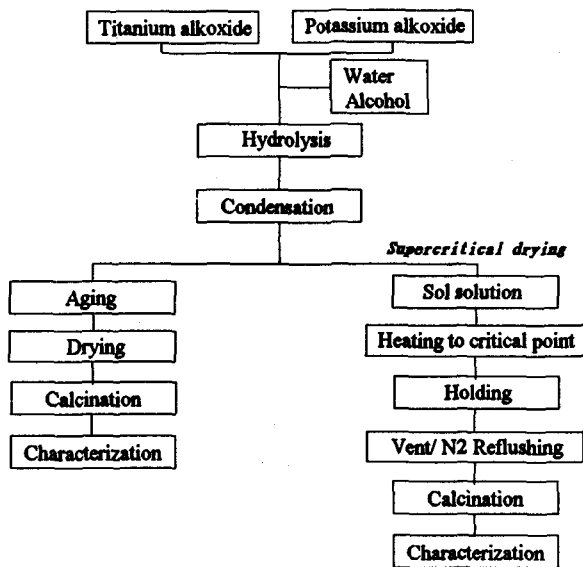 Titanium alkoxide
Potassium alkoxide
Water
Alcohol
Hydrolysis
Condensation
Supercritical drying
Aging
Drying
Calcination
Characterization
Sol solution
Heating to critical point
Holding
Vent/ N2 Reflushing
Calcination
Characterization